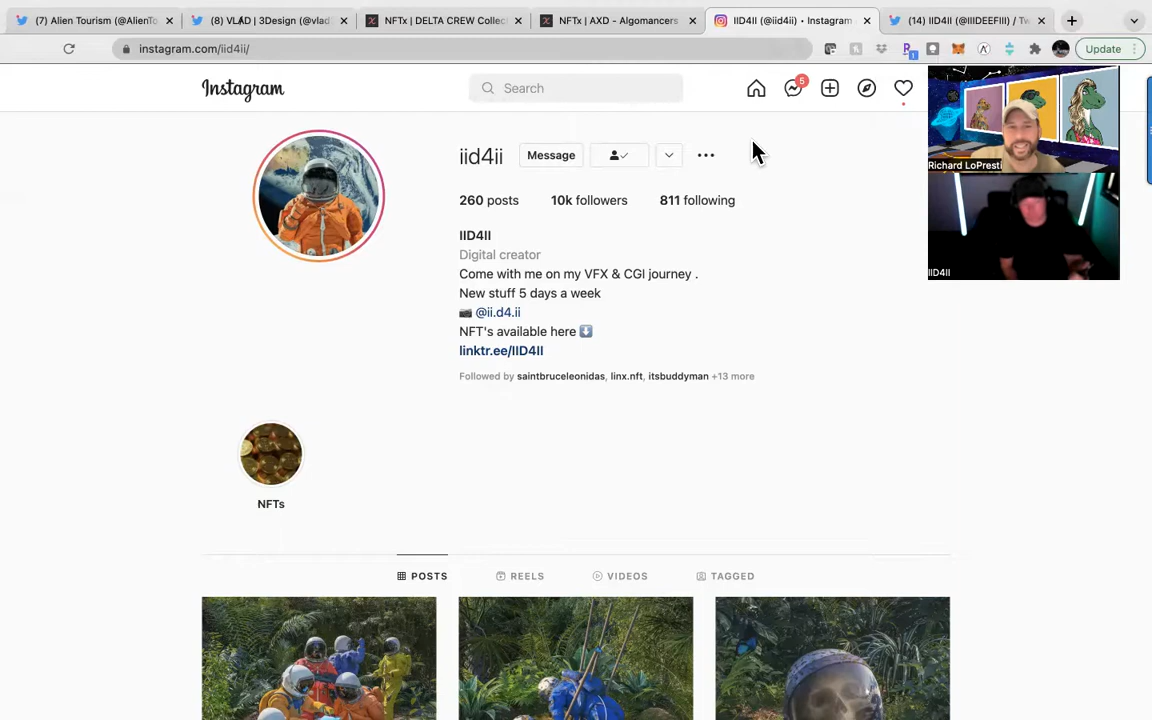 (7) Alien Tourism (@AlienTo
(8) VLAD | 3Design (@vlad
NFTx | DELTA CREW Collec
NFTx | AXD - Algomancers
IID4II (@iid4ii) • Instagram
(14) IID4II (@IIIDEEFIII) / Tw
instagram.com/iid4ii/
1
Update
Instagram
Search
5
Richard LoPresti
IID4II
iid4ii
Message
260 posts 10k followers 811 following
IID4II
Digital creator
Come with me on my VFX & CGI journey .
New stuff 5 days a week
📷 @ii.d4.ii
NFT's available here ⬇️
linktr.ee/IID4II
Followed by saintbruceleonidas, linx.nft, itsbuddyman +13 more
NFTs
POSTS REELS VIDEOS TAGGED